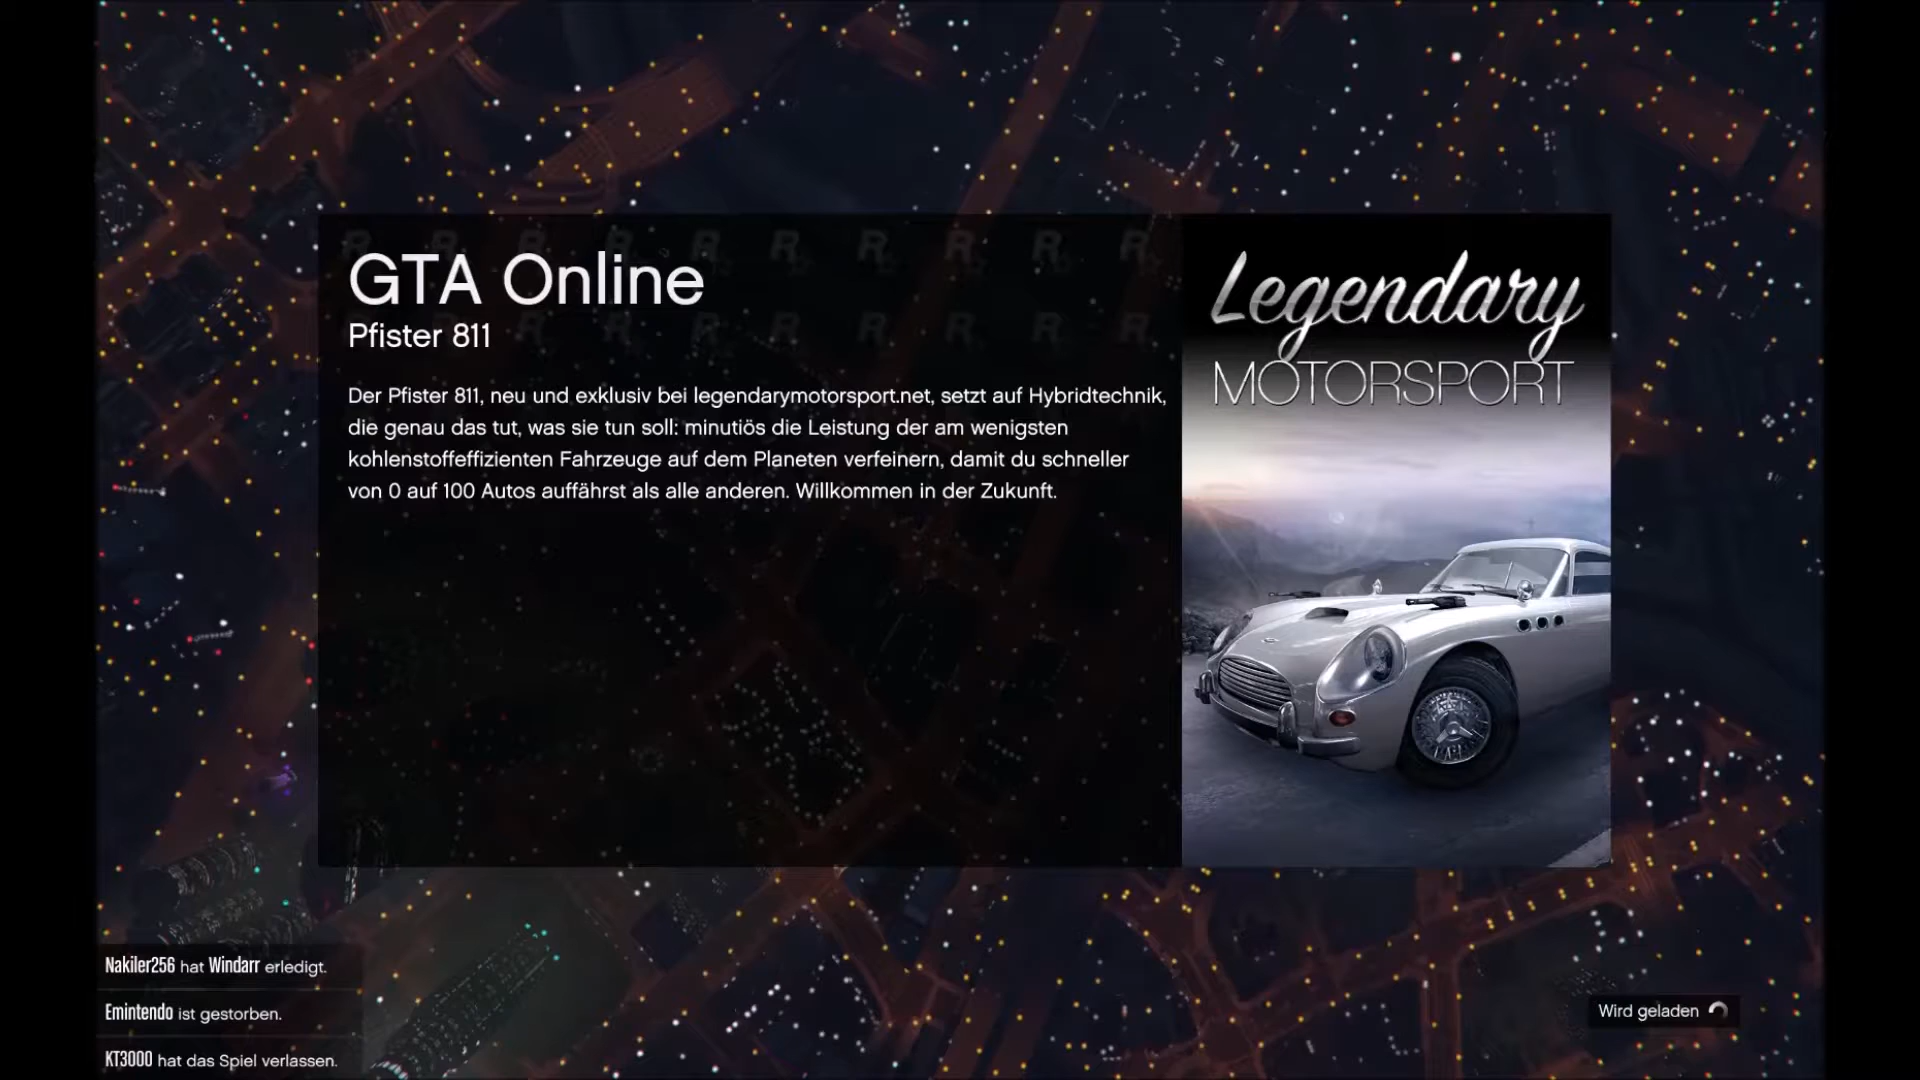 GTA Online
Pfister 811
Der Pfister 811, neu und exklusiv bei legendarymotorsport.net, setzt auf Hybridtechnik,
die genau das tut, was sie tun soll: minutiös die Leistung der am wenigsten
kohlenstoffeffizienten Fahrzeuge auf dem Planeten verfeinern, damit du schneller
von 0 auf 100 Autos auffährst als alle anderen. Willkommen in der Zukunft.
Legendary
MOTORSPORT
Nakiler256 hat Windarr erledigt.
Emintendo ist gestorben.
KT3000 hat das Spiel verlassen.
Wird geladen